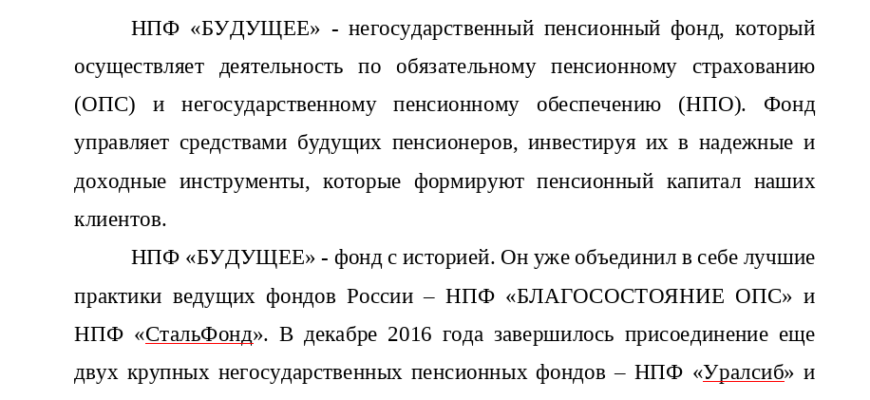 НПФ «БУДУЩЕЕ» - негосударственный пенсионный фонд, который
осуществляет деятельность по обязательному пенсионному страхованию
(ОПС) и негосударственному пенсионному обеспечению (НПО). Фонд
управляет средствами будущих пенсионеров, инвестируя их в надежные и
доходные инструменты, которые формируют пенсионный капитал наших
клиентов.
НПФ «БУДУЩЕЕ» - фонд с историей. Он уже объединил в себе лучшие
практики ведущих фондов России – НПФ «БЛАГОСОСТОЯНИЕ ОПС» и
НПФ «СтальФонд». В декабре 2016 года завершилось присоединение еще
двух крупных негосударственных пенсионных фондов – НПФ «Уралсиб» и